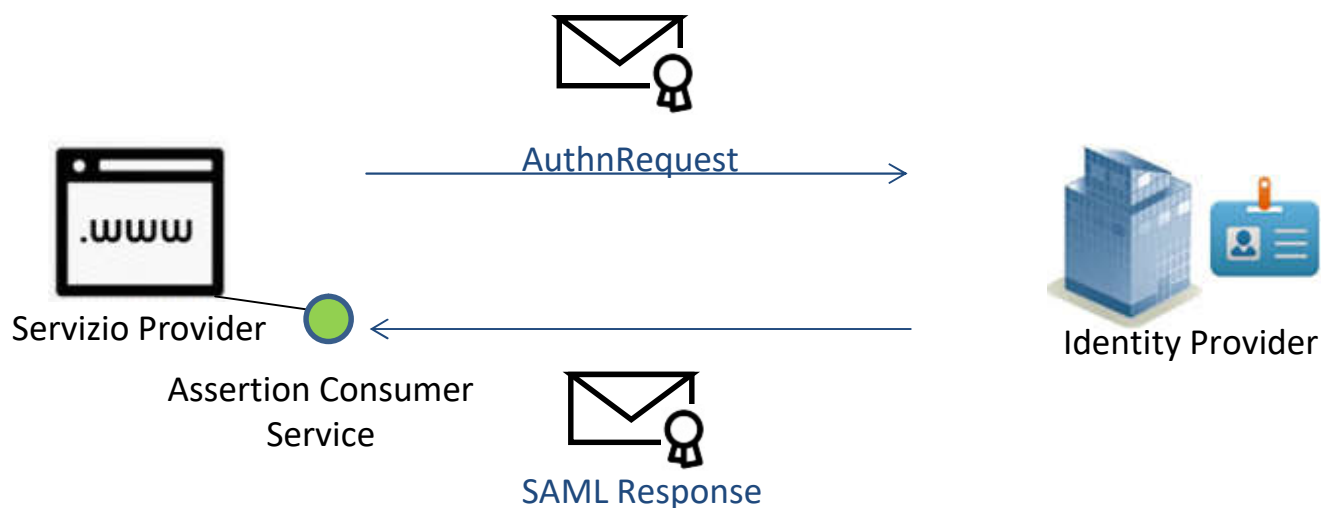 AuthnRequest
.www
Servizio Provider
Identity Provider
Assertion Consumer
Service
SAML Response